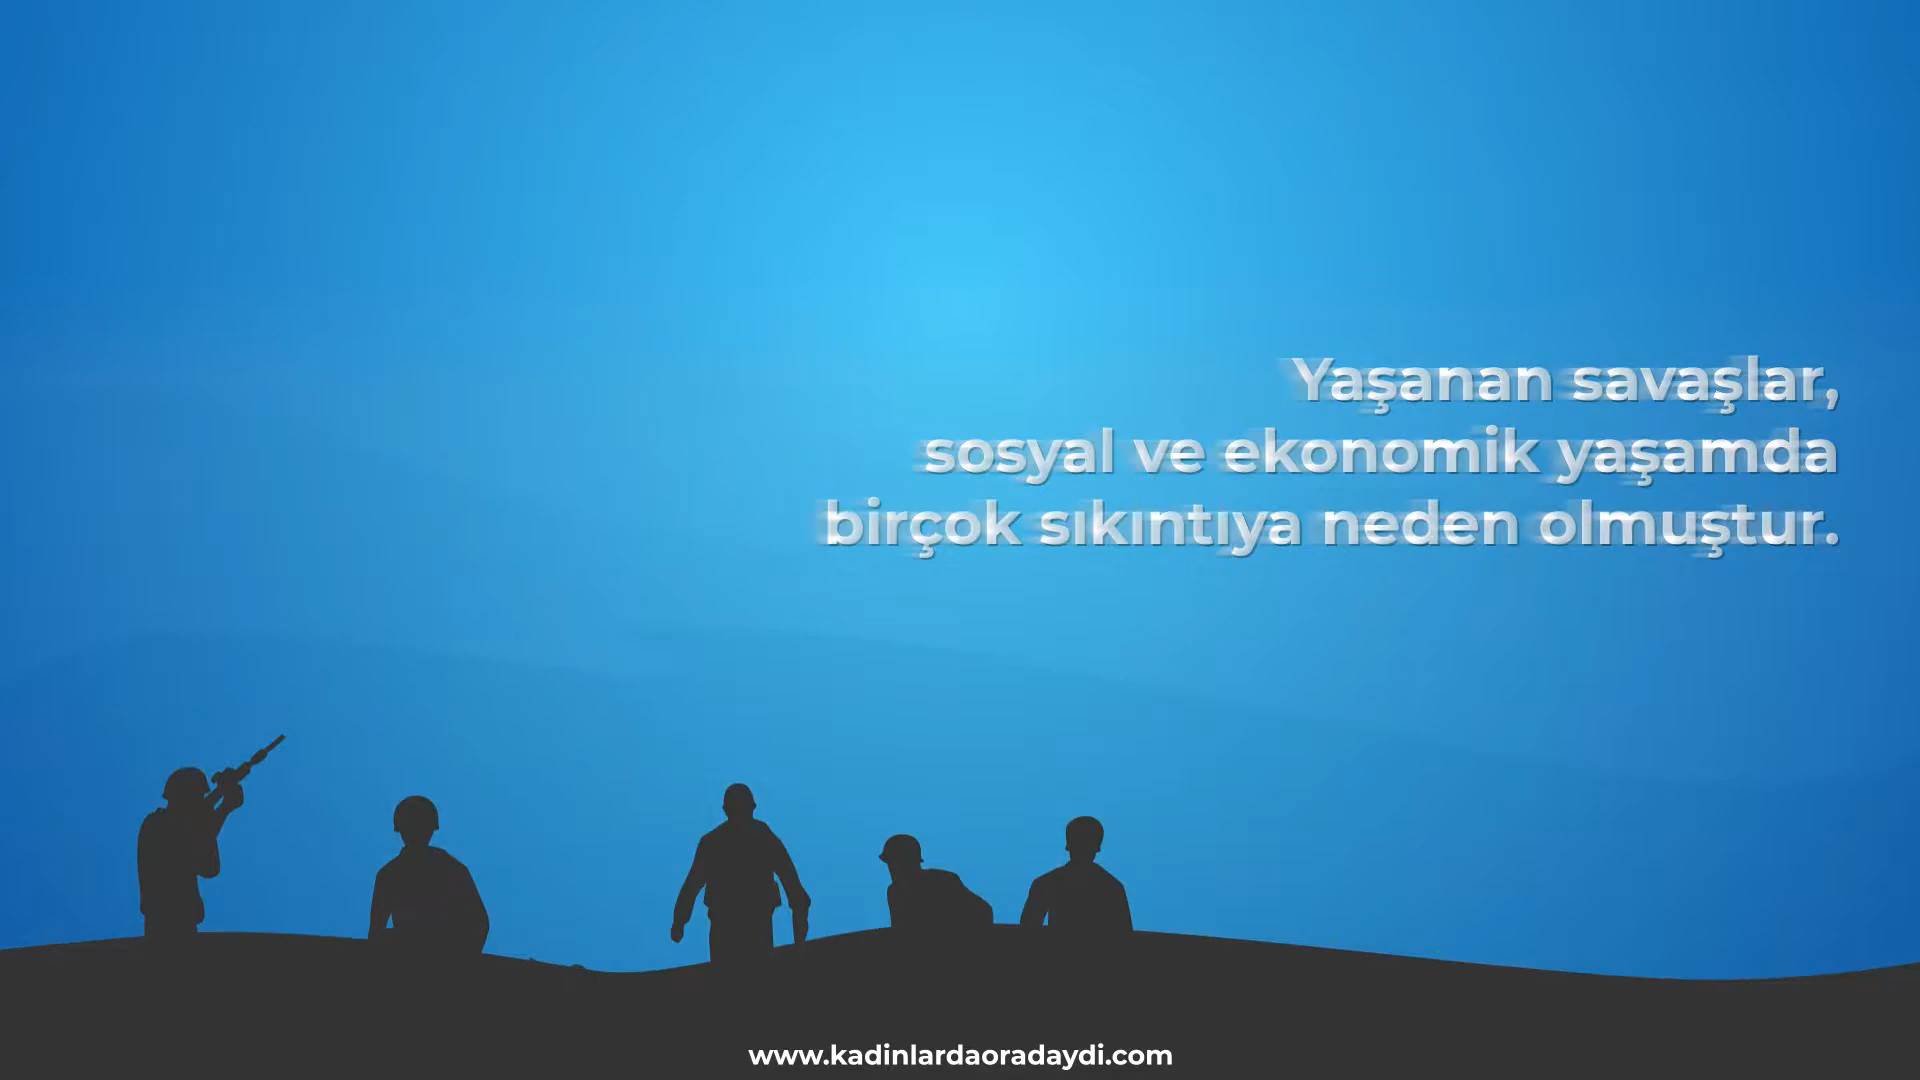 Yaşanan savaşlar,
sosyal ve ekonomik yaşamda
birçok sıkıntıya neden olmuştur.
www.kadinlardaoradaydi.com